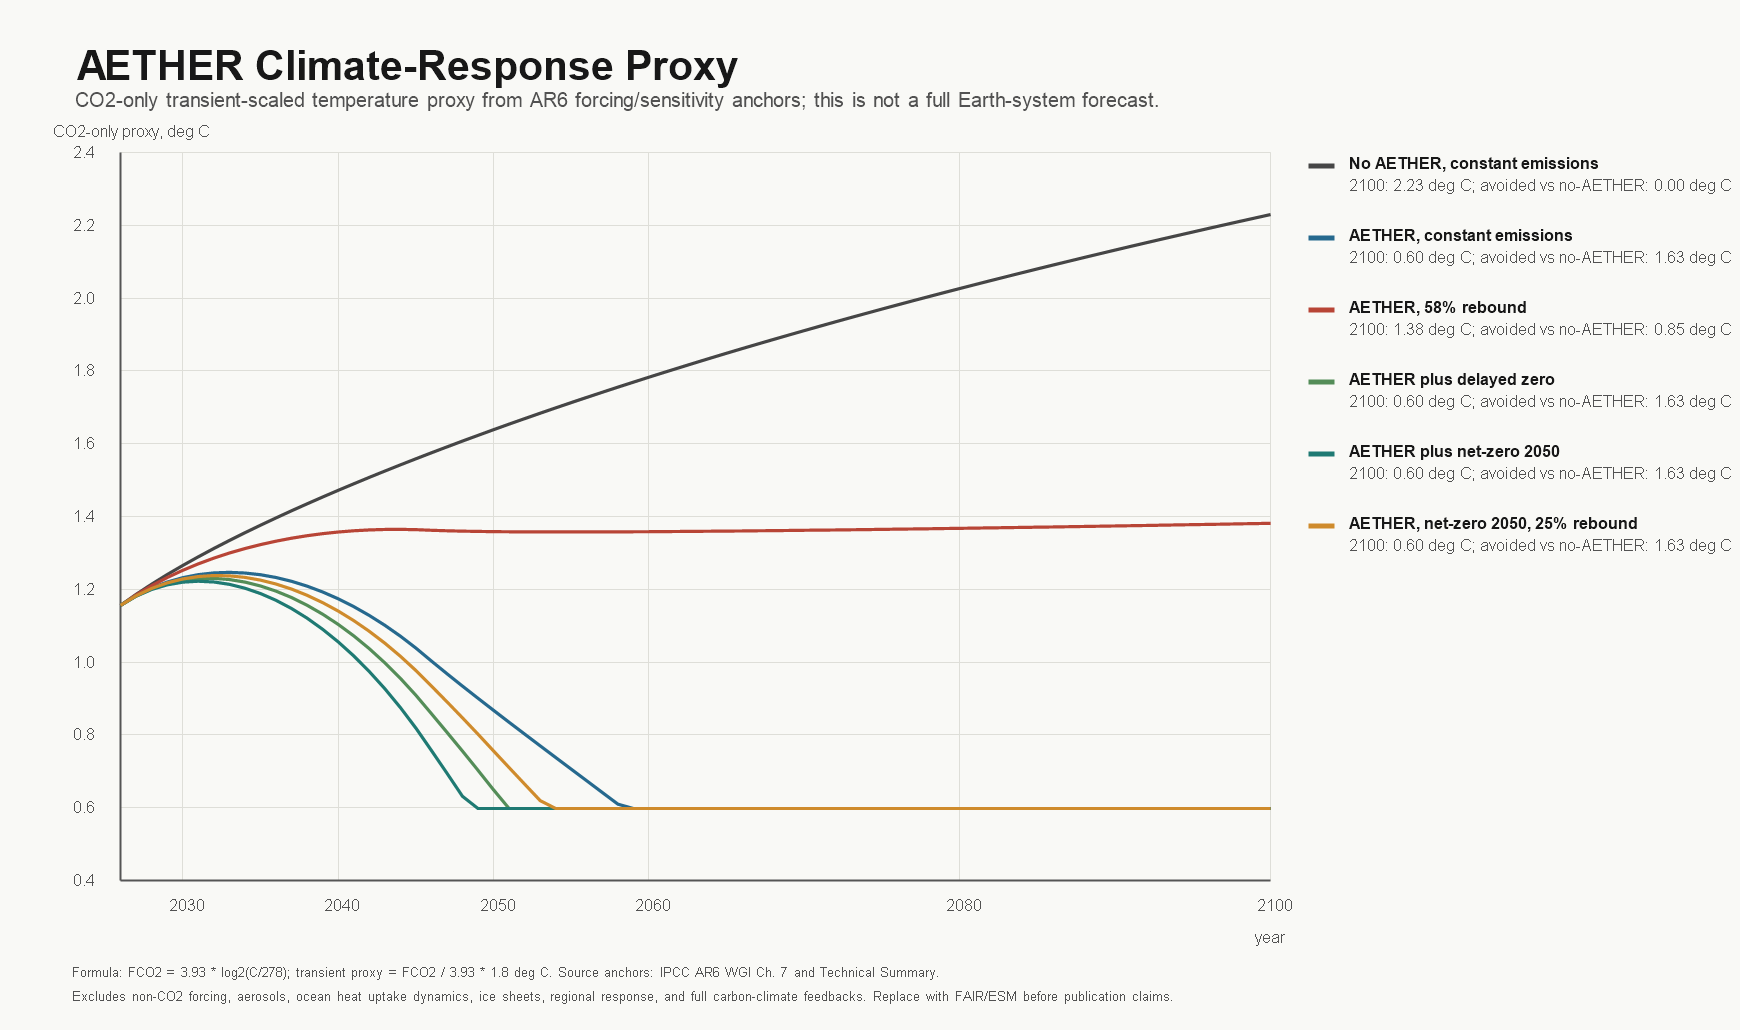 AETHER Climate-Response Proxy
CO2-only transient-scaled temperature proxy from AR6 forcing/sensitivity anchors; this is not a full Earth-system forecast.
CO2-only proxy, deg C
2.4
2.2
2.0
1.8
1.6
1.4
1.2
1.0
0.8
0.6
0.4
2030
2040
2050
2060
2080
2100
year
No AETHER, constant emissions
2100: 2.23 deg C; avoided vs no-AETHER: 0.00 deg C
AETHER, constant emissions
2100: 0.60 deg C; avoided vs no-AETHER: 1.63 deg C
AETHER, 58% rebound
2100: 1.38 deg C; avoided vs no-AETHER: 0.85 deg C
AETHER plus delayed zero
2100: 0.60 deg C; avoided vs no-AETHER: 1.63 deg C
AETHER plus net-zero 2050
2100: 0.60 deg C; avoided vs no-AETHER: 1.63 deg C
AETHER, net-zero 2050, 25% rebound
2100: 0.60 deg C; avoided vs no-AETHER: 1.63 deg C
Formula: FCO2 = 3.93 * log2(C/278); transient proxy = FCO2 / 3.93 * 1.8 deg C. Source anchors: IPCC AR6 WGI Ch. 7 and Technical Summary.
Excludes non-CO2 forcing, aerosols, ocean heat uptake dynamics, ice sheets, regional response, and full carbon-climate feedbacks. Replace with FAIR/ESM before publication claims.